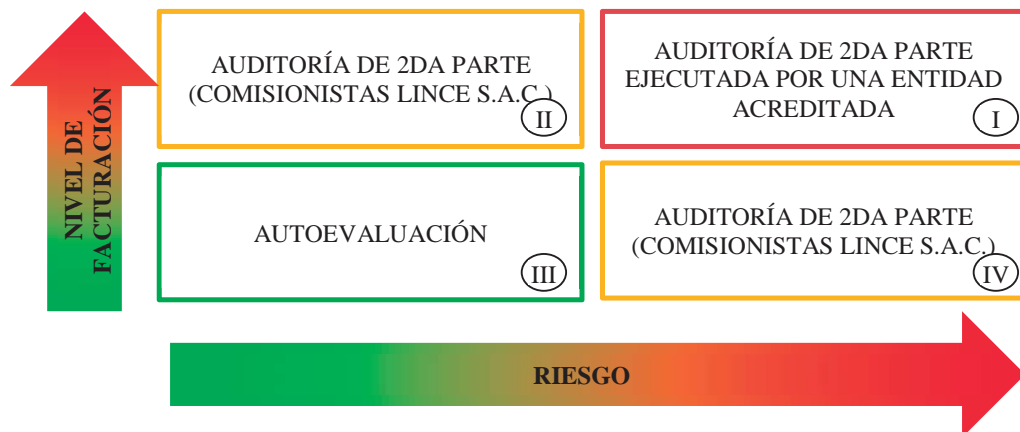 NIVEL DE
FACTURACIÓN
AUDITORÍA DE 2DA PARTE
(COMISIONISTAS LINCE S.A.C.)
II
AUDITORÍA DE 2DA PARTE
EJECUTADA POR UNA ENTIDAD
ACREDITADA
I
AUTOEVALUACIÓN
III
AUDITORÍA DE 2DA PARTE
(COMISIONISTAS LINCE S.A.C.)
IV
RIESGO